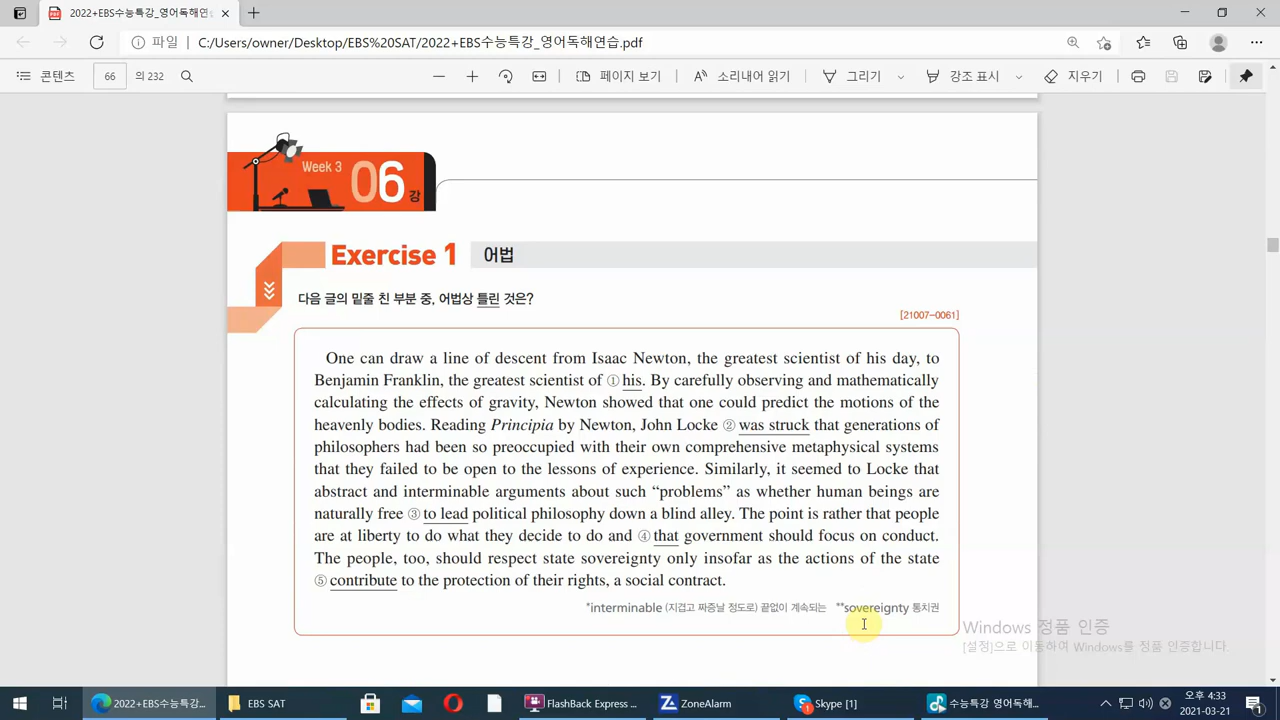 2022+EBS수능특강_영어독해연습
파일 C:/Users/owner/Desktop/EBS%20SAT/2022+EBS수능특강_영어독해연습.pdf
콘텐츠 66 의 232 페이지 보기 소리내어 읽기 그리기 강조 표시 지우기
Week 3
06강
Exercise 1 어법
다음 글의 밑줄 친 부분 중, 어법상 틀린 것은?
[21007-0061]
One can draw a line of descent from Isaac Newton, the greatest scientist of his day, to
Benjamin Franklin, the greatest scientist of ① his. By carefully observing and mathematically
calculating the effects of gravity, Newton showed that one could predict the motions of the
heavenly bodies. Reading Principia by Newton, John Locke ② was struck that generations of
philosophers had been so preoccupied with their own comprehensive metaphysical systems
that they failed to be open to the lessons of experience. Similarly, it seemed to Locke that
abstract and interminable arguments about such “problems” as whether human beings are
naturally free ③ to lead political philosophy down a blind alley. The point is rather that people
are at liberty to do what they decide to do and ④ that government should focus on conduct.
The people, too, should respect state sovereignty only insofar as the actions of the state
⑤ contribute to the protection of their rights, a social contract.
*interminable (지겹고 짜증날 정도로) 끝없이 계속되는 **sovereignty 통치권
Windows 정품 인증
[설정]으로 이동하여 Windows를 정품 인증합니다.
2022+EBS수능특강_... EBS SAT FlashBack Express ... ZoneAlarm Skype [1] 수능특강 영어독해... 오후 4:33
2021-03-21